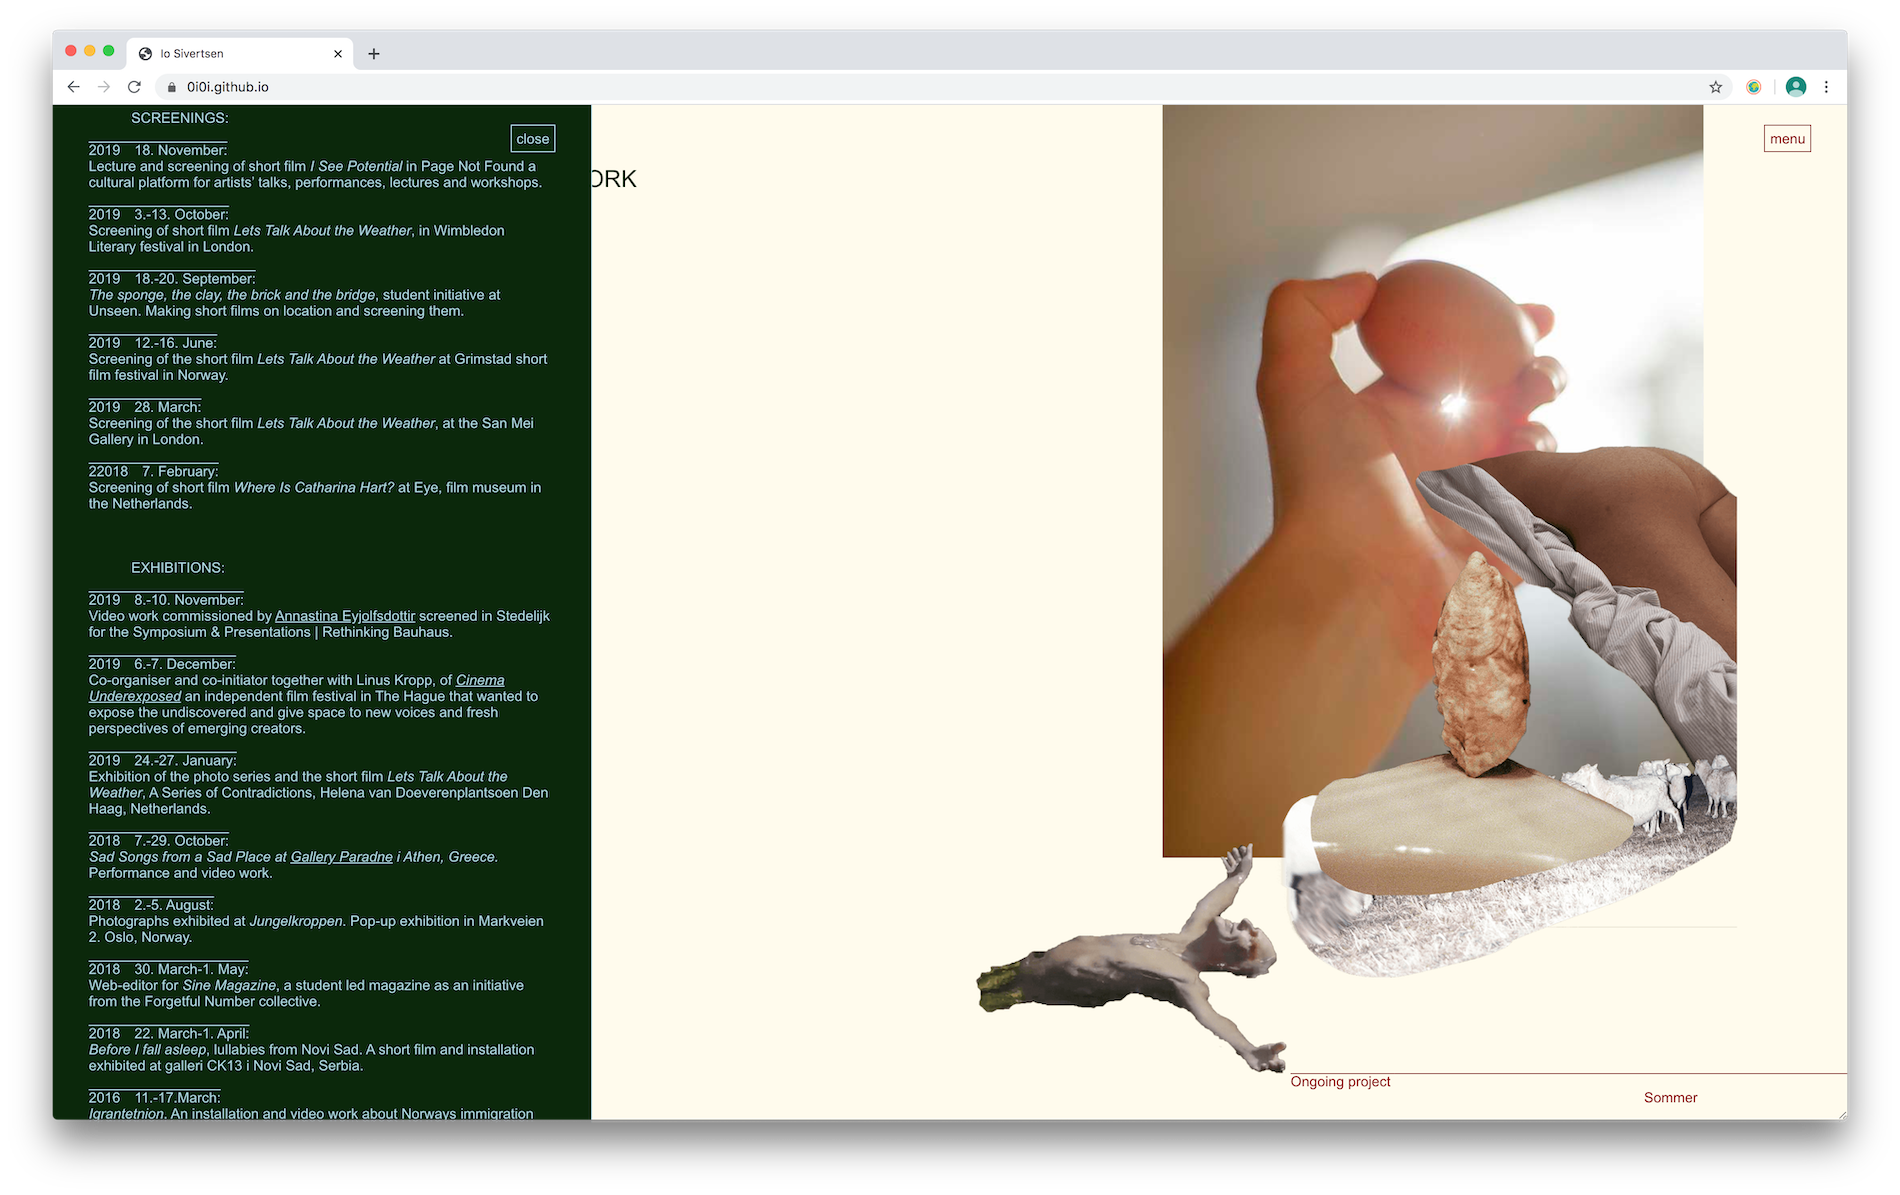 Io Sivertsen
0i0i.github.io
SCREENINGS:
close
2019 18. November:
Lecture and screening of short film I See Potential in Page Not Found a
cultural platform for artists' talks, performances, lectures and workshops.
2019 3.-13. October:
Screening of short film Lets Talk About the Weather, in Wimbledon
Literary festival in London.
2019 18.-20. September:
The sponge, the clay, the brick and the bridge, student initiative at
Unseen. Making short films on location and screening them.
2019 12.-16. June:
Screening of the short film Lets Talk About the Weather at Grimstad short
film festival in Norway.
2019 28. March:
Screening of the short film Lets Talk About the Weather, at the San Mei
Gallery in London.
22018 7. February:
Screening of short film Where Is Catharina Hart? at Eye, film museum in
the Netherlands.
EXHIBITIONS:
2019 8.-10. November:
Video work commissioned by Annastina Eyjolfsdottir screened in Stedelijk
for the Symposium & Presentations | Rethinking Bauhaus.
2019 6.-7. December:
Co-organiser and co-initiator together with Linus Kropp, of Cinema
Underexposed an independent film festival in The Hague that wanted to
expose the undiscovered and give space to new voices and fresh
perspectives of emerging creators.
2019 24.-27. January:
Exhibition of the photo series and the short film Lets Talk About the
Weather, A Series of Contradictions, Helena van Doeverenplantsoen Den
Haag, Netherlands.
2018 7.-29. October:
Sad Songs from a Sad Place at Gallery Paradne i Athen, Greece.
Performance and video work.
2018 2.-5. August:
Photographs exhibited at Jungelkroppen. Pop-up exhibition in Markveien
2. Oslo, Norway.
2018 30. March-1. May:
Web-editor for Sine Magazine, a student led magazine as an initiative
from the Forgetful Number collective.
2018 22. March-1. April:
Before I fall asleep, lullabies from Novi Sad. A short film and installation
exhibited at galleri CK13 i Novi Sad, Serbia.
2016 11.-17.March:
Igrantetnion. An installation and video work about Norways immigration
ORK
menu
Ongoing project
Sommer